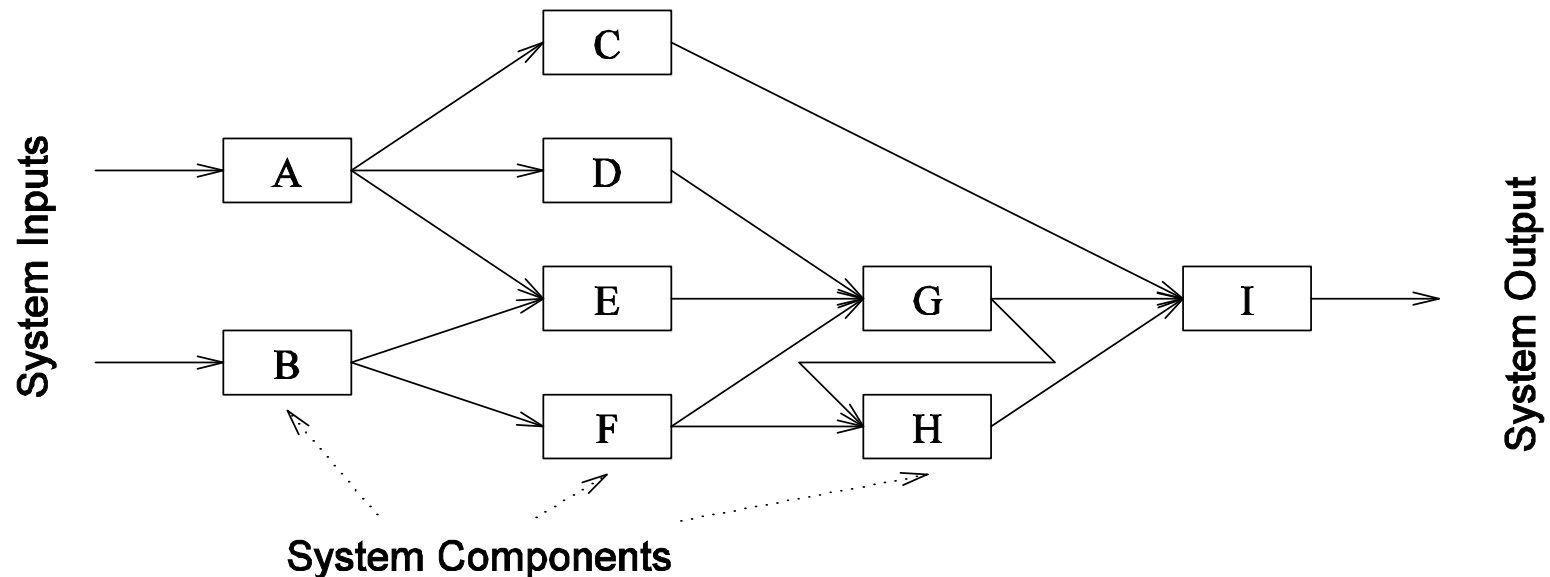 System Inputs
A
B
C
D
E
F
G
H
I
System Output
System Components